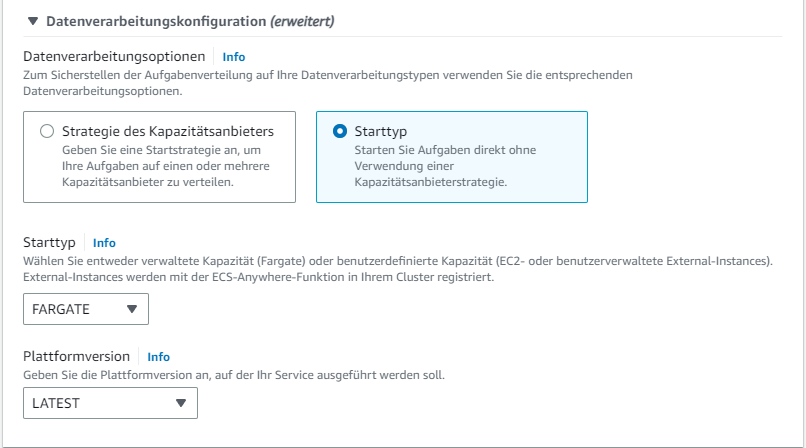 Datenverarbeitungskonfiguration (erweitert)
Datenverarbeitungsoptionen Info
Zum Sicherstellen der Aufgabenverteilung auf Ihre Datenverarbeitungstypen verwenden Sie die entsprechenden
Datenverarbeitungsoptionen.
Strategie des Kapazitätsanbieters
Geben Sie eine Startstrategie an, um
Ihre Aufgaben auf einen oder mehrere
Kapazitätsanbieter zu verteilen.
Starttyp
Starten Sie Aufgaben direkt ohne
Verwendung einer
Kapazitätsanbieterstrategie.
Starttyp Info
Wählen Sie entweder verwaltete Kapazität (Fargate) oder benutzerdefinierte Kapazität (EC2- oder benutzerverwaltete External-Instances).
External-Instances werden mit der ECS-Anywhere-Funktion in Ihrem Cluster registriert.
FARGATE
Plattformversion Info
Geben Sie die Plattformversion an, auf der Ihr Service ausgeführt werden soll.
LATEST